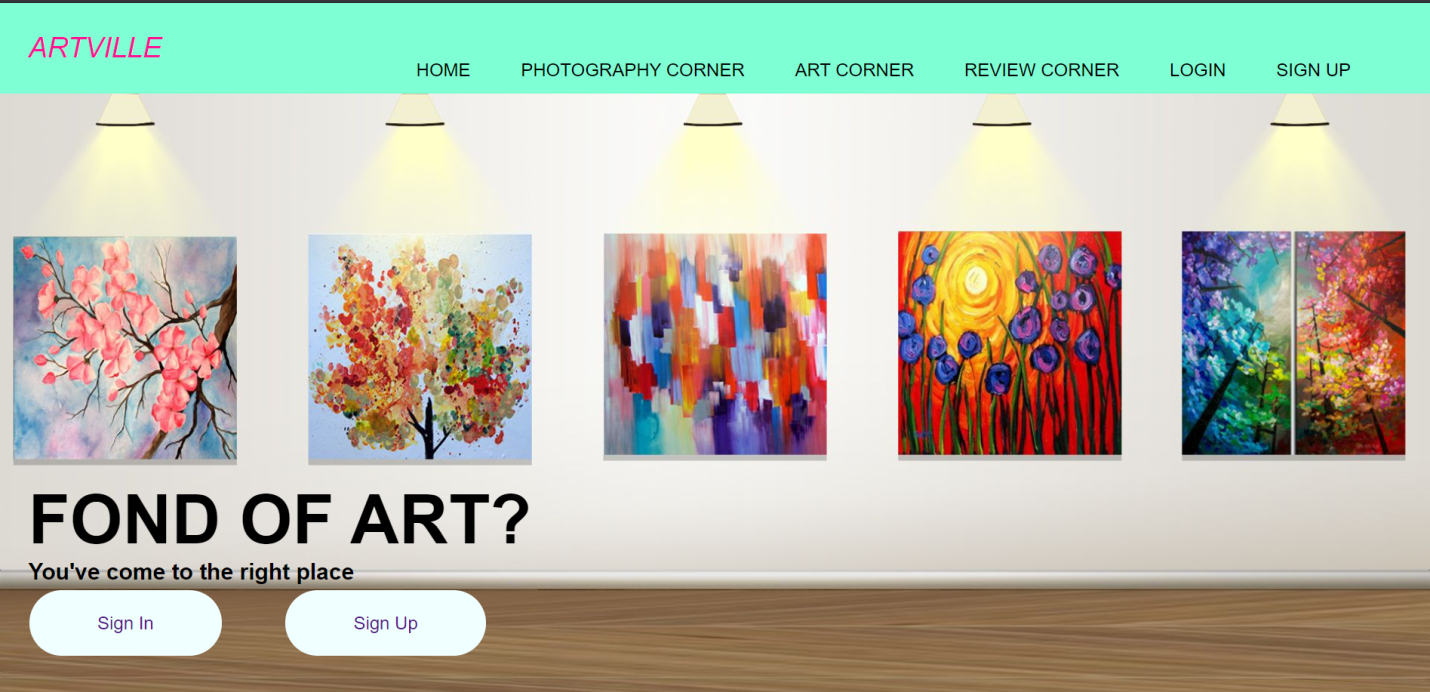 ARTVILLE
HOME PHOTOGRAPHY CORNER ART CORNER REVIEW CORNER LOGIN SIGN UP
FOND OF ART?
You've come to the right place
Sign In Sign Up